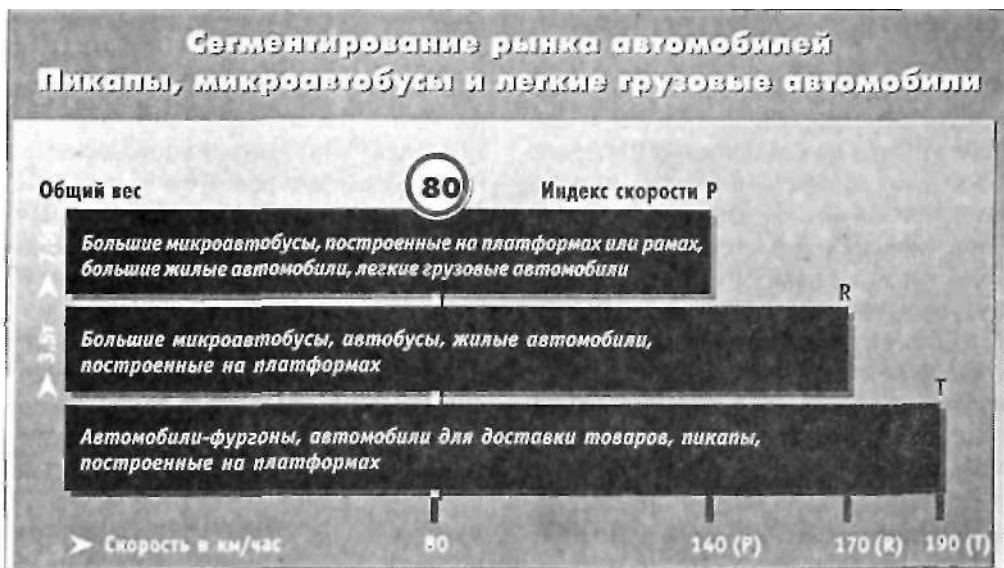 Сегментирование рынка автомобилей
Пикапы, микроавтобусы и легкие грузовые автомобили
Общий вес
80
Индекс скорости P
Большие микроавтобусы, построенные на платформах или рамах,
большие жилые автомобили, легкие грузовые автомобили
R
Большие микроавтобусы, автобусы, жилые автомобили,
построенные на платформах
3,5т
T
Автомобили-фургоны, автомобили для доставки товаров, пикапы,
построенные на платформах
Скорость в км/час
80
140 (P)
170 (R)
190 (T)